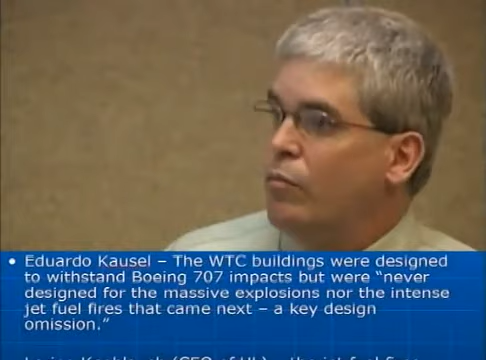 • Eduardo Kausel – The WTC buildings were designed
to withstand Boeing 707 impacts but were “never
designed for the massive explosions nor the intense
jet fuel fires that came next – a key design
omission.”